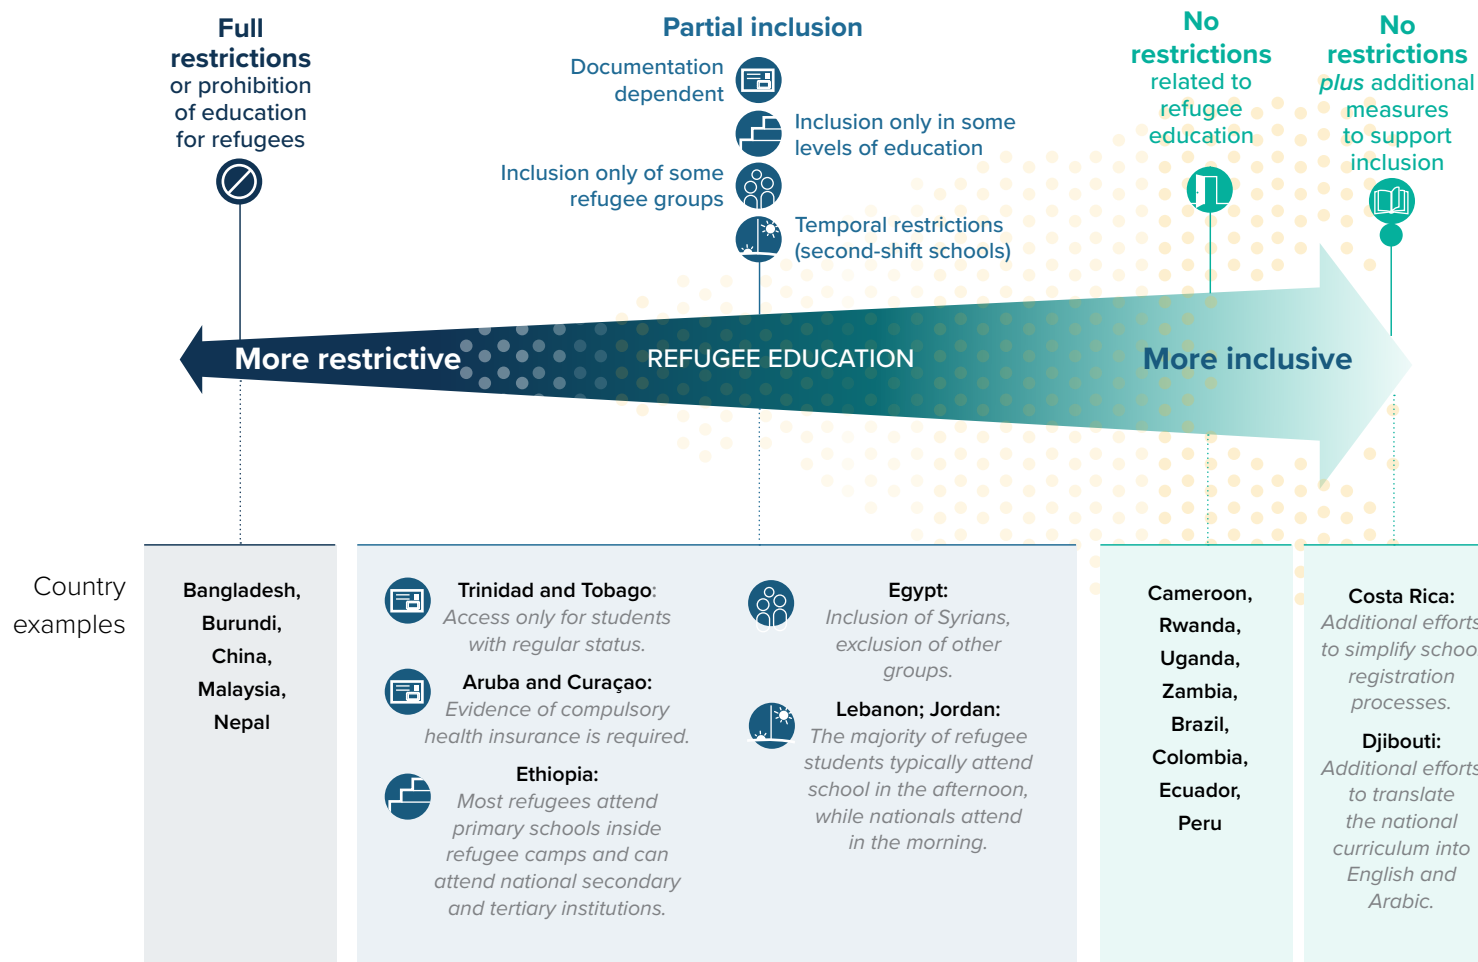 Full
restrictions
or prohibition
of education
for refugees
Partial inclusion
Documentation
dependent
Inclusion only in some
levels of education
Inclusion only of some
refugee groups
Temporal restrictions
(second-shift schools)
No
restrictions
related to
refugee
education
No
restrictions
plus additional
measures
to support
inclusion
More restrictive
REFUGEE EDUCATION
More inclusive
Country
examples
Bangladesh,
Burundi,
China,
Malaysia,
Nepal
Trinidad and Tobago:
Access only for students
with regular status.
Aruba and Curaçao:
Evidence of compulsory
health insurance is required.
Ethiopia:
Most refugees attend
primary schools inside
refugee camps and can
attend national secondary
and tertiary institutions.
Egypt:
Inclusion of Syrians,
exclusion of other
groups.
Lebanon; Jordan:
The majority of refugee
students typically attend
school in the afternoon,
while nationals attend
in the morning.
Cameroon,
Rwanda,
Uganda,
Zambia,
Brazil,
Colombia,
Ecuador,
Peru
Costa Rica:
Additional efforts
to simplify school
registration
processes.
Djibouti:
Additional efforts
to translate
the national
curriculum into
English and
Arabic.